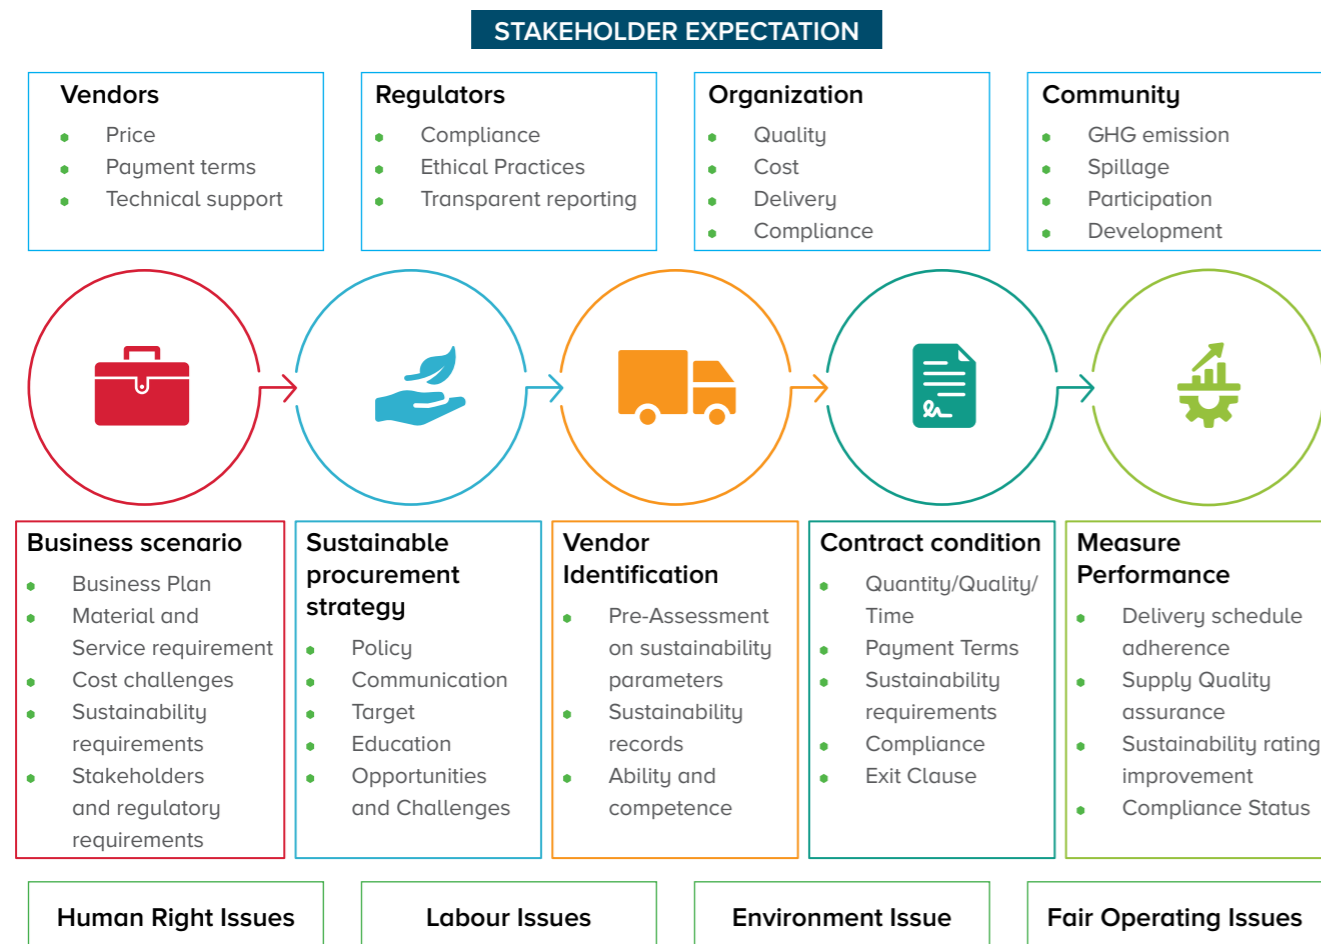 STAKEHOLDER EXPECTATION
Vendors
Price
Payment terms
Technical support
Regulators
Compliance
Ethical Practices
Transparent reporting
Organization
Quality
Cost
Delivery
Compliance
Community
GHG emission
Spillage
Participation
Development
Business scenario
Business Plan
Material and
Service requirement
Cost challenges
Sustainability
requirements
Stakeholders
and regulatory
requirements
Sustainable
procurement
strategy
Policy
Communication
Target
Education
Opportunities
and Challenges
Vendor
Identification
Pre-Assessment
on sustainability
parameters
Sustainability
records
Ability and
competence
Contract condition
Quantity/Quality/
Time
Payment Terms
Sustainability
requirements
Compliance
Exit Clause
Measure
Performance
Delivery schedule
adherence
Supply Quality
assurance
Sustainability rating
improvement
Compliance Status
Human Right Issues
Labour Issues
Environment Issue
Fair Operating Issues